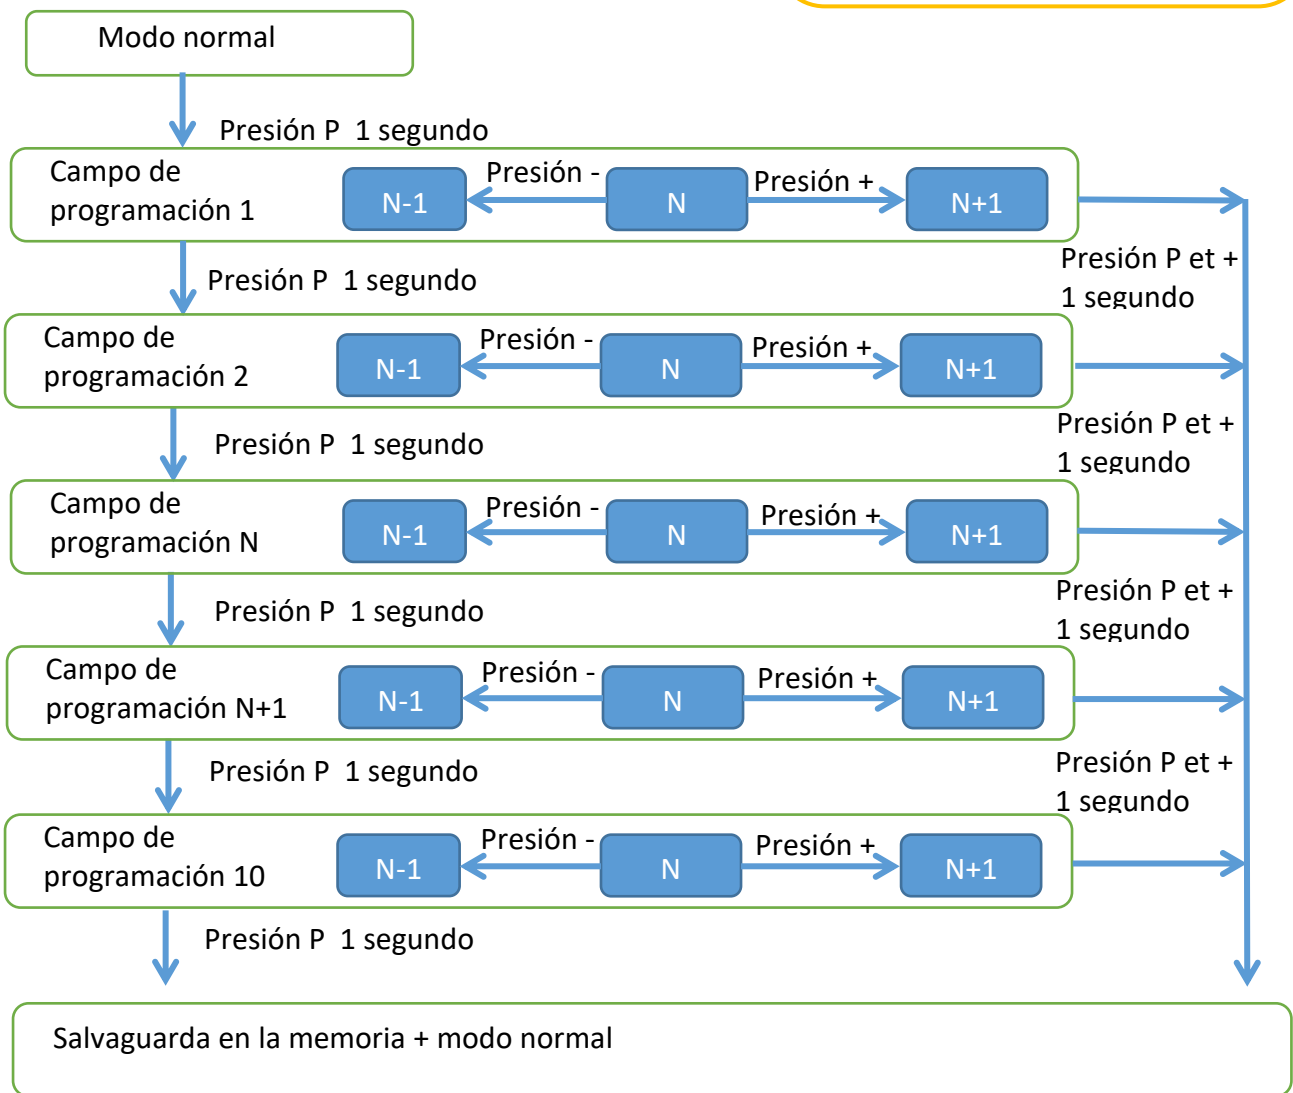 Modo normal
Presión P 1 segundo
Campo de
programación 1
N-1
Presión -
N
Presión +
N+1
Presión P et +
1 segundo
Presión P 1 segundo
Campo de
programación 2
N-1
Presión -
N
Presión +
N+1
Presión P et +
1 segundo
Presión P 1 segundo
Campo de
programación N
N-1
Presión -
N
Presión +
N+1
Presión P et +
1 segundo
Presión P 1 segundo
Campo de
programación N+1
N-1
Presión -
N
Presión +
N+1
Presión P et +
1 segundo
Presión P 1 segundo
Campo de
programación 10
N-1
Presión -
N
Presión +
N+1
Presión P 1 segundo
Salvaguarda en la memoria + modo normal